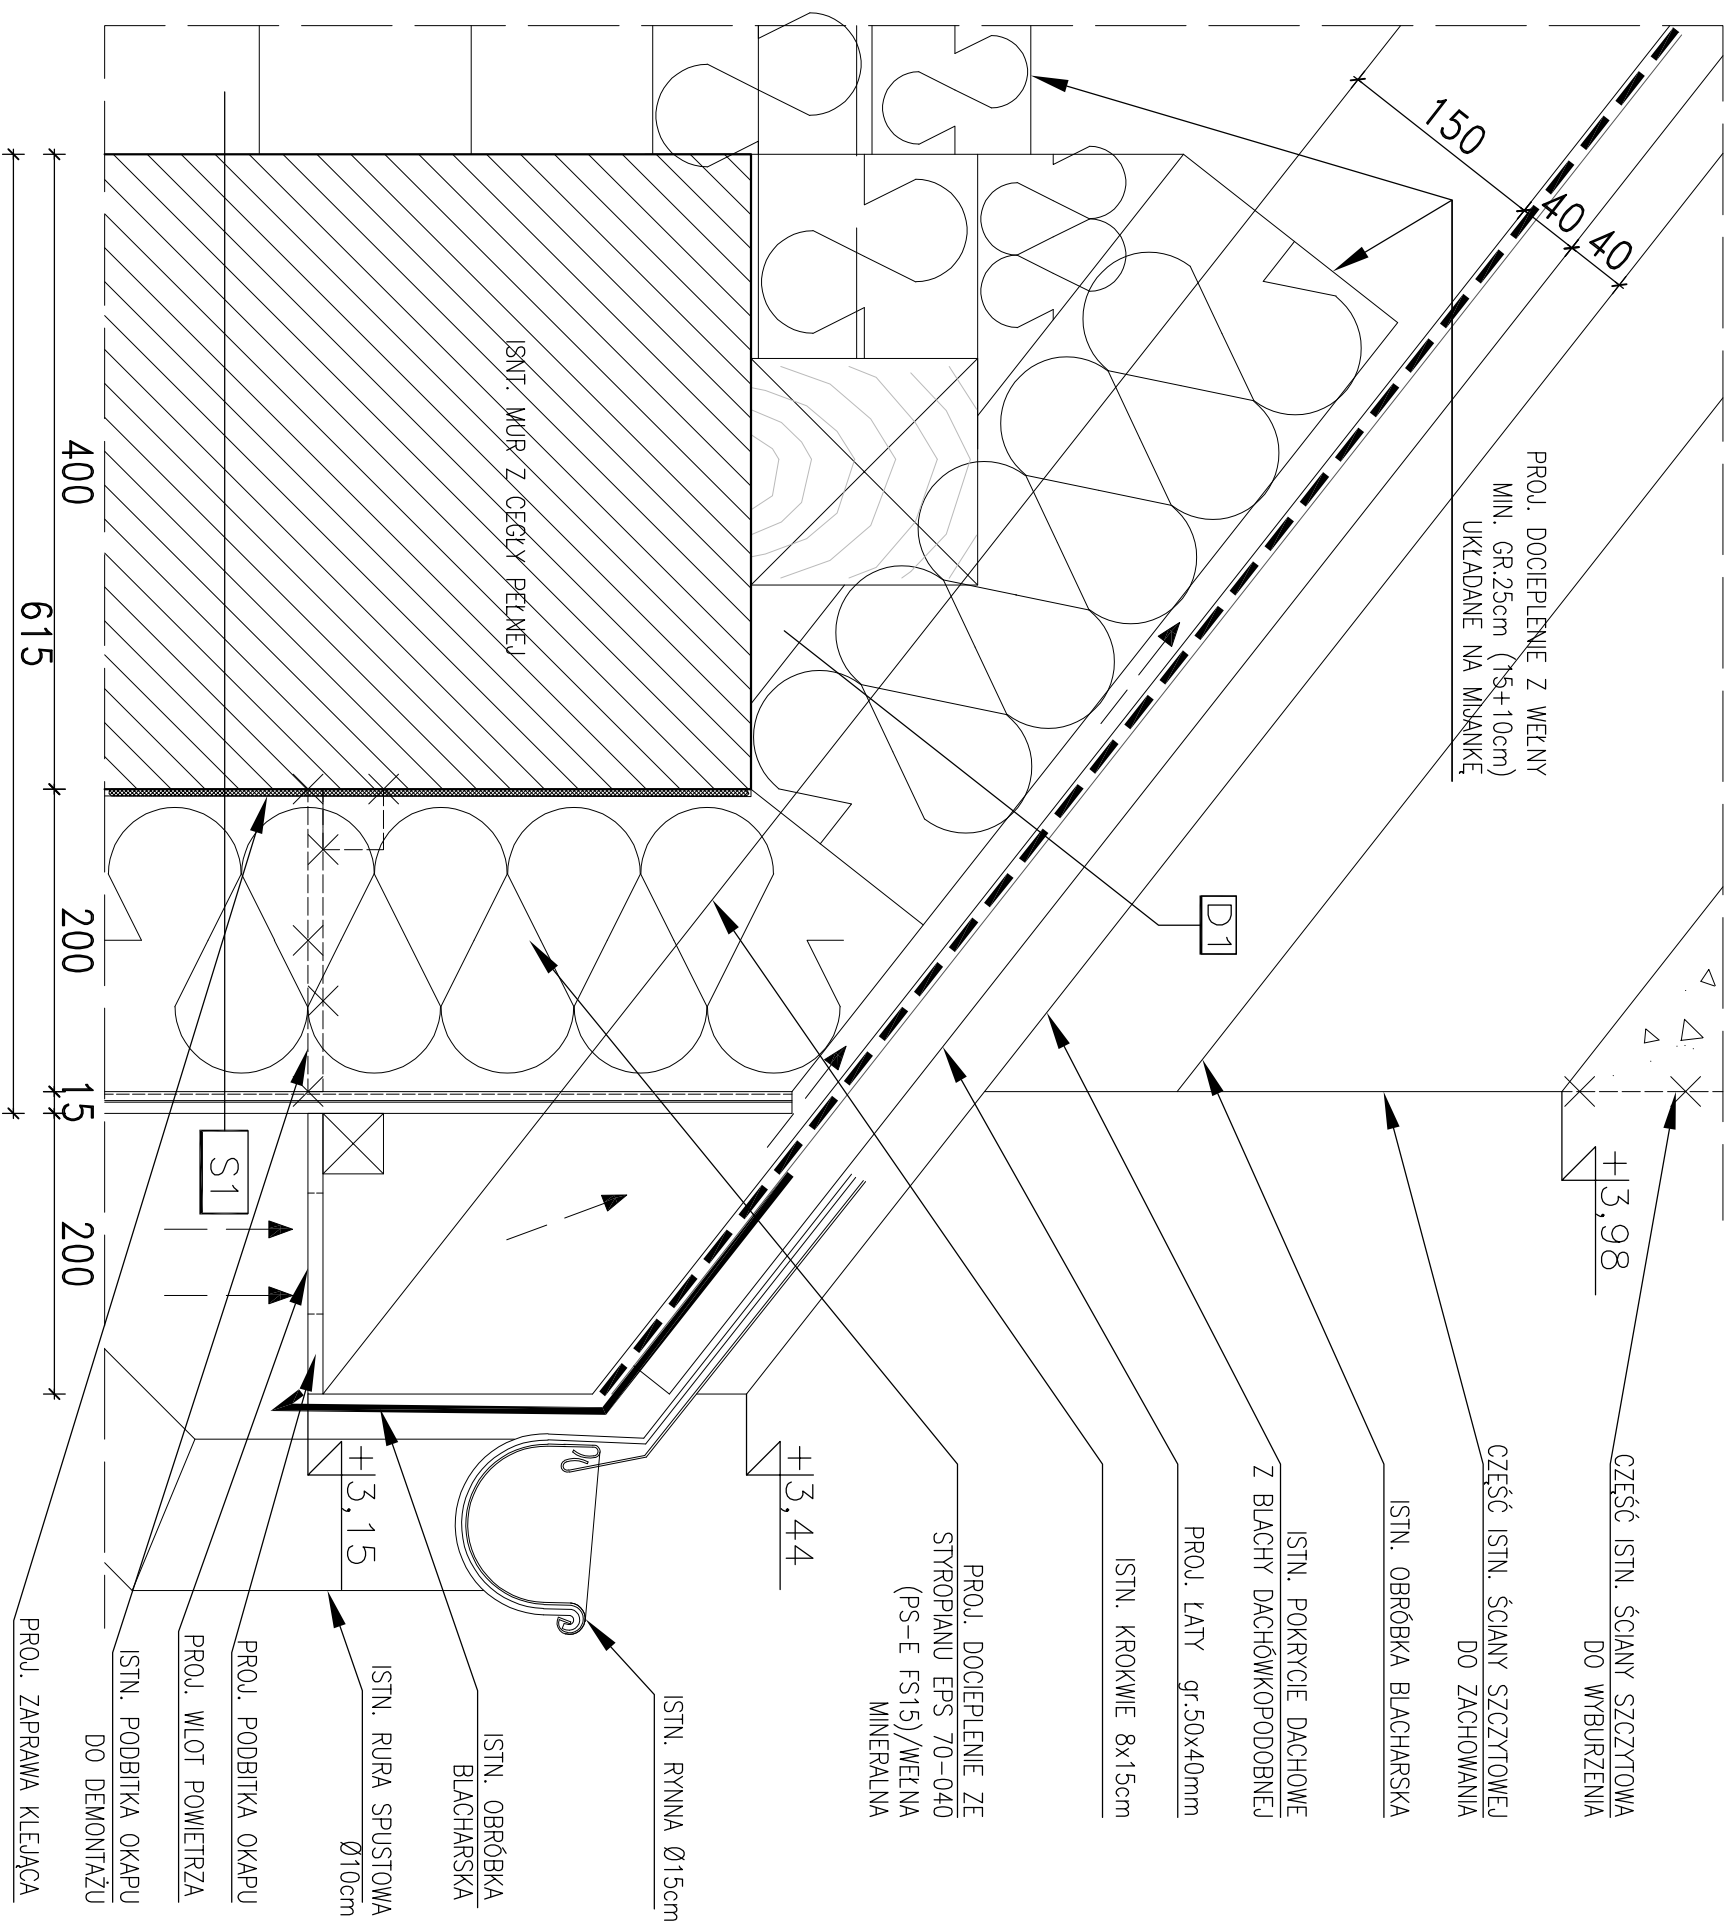 CZĘŚĆ ISTN. ŚCIANY SZCZYTOWA
DO WYBURZENIA
CZĘŚĆ ISTN. ŚCIANY SZCZYTOWEJ
DO ZACHOWANIA
ISTN. OBRÓBKA BLACHARSKA
ISTN. POKRYCIE DACHOWE
Z BLACHY DACHÓWKOPODOBNEJ
PROJ. ŁATY gr.50x40mm
ISTN. KROKWIE 8x15cm
PROJ. DOCIEPLENIE ZE
STYROPIANU EPS 70-040
(PS-E FS15)/WEŁNA
MINERALNA
ISTN. RYNNA Ø15cm
ISTN. OBRÓBKA
BLACHARSKA
ISTN. RURA SPUSTOWA
Ø10cm
PROJ. PODBITKA OKAPU
PROJ. WLOT POWIETRZA
ISTN. PODBITKA OKAPU
DO DEMONTAŻU
PROJ. ZAPRAWA KLEJĄCA
PROJ. DOCIEPLENIE Z WEŁNY
MIN. GR.25cm (15+10cm)
UKŁADANE NA MIJANKĘ
ISNT. MUR Z CEGŁY PEŁNEJ
D1
S1
+3,98
+3,44
+3,15
150
40
40
400
200
15
200
615